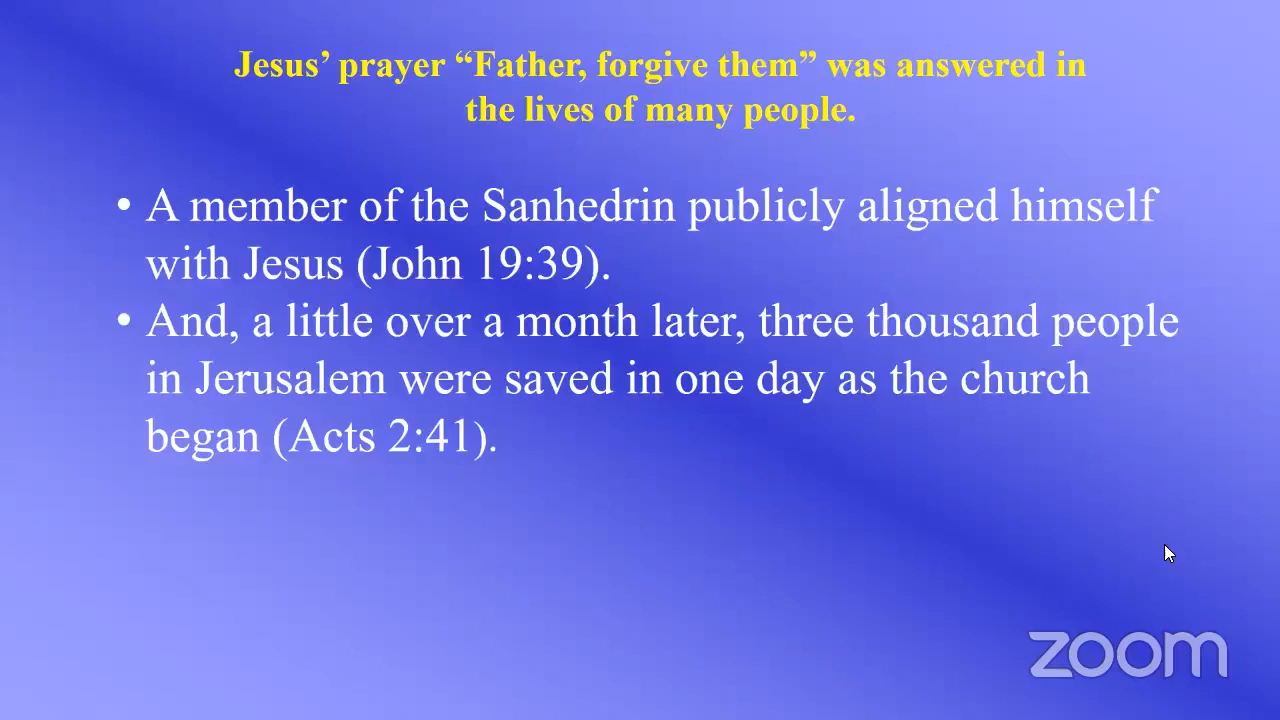 Jesus’ prayer “Father, forgive them” was answered in
the lives of many people.
• A member of the Sanhedrin publicly aligned himself
with Jesus (John 19:39).
• And, a little over a month later, three thousand people
in Jerusalem were saved in one day as the church
began (Acts 2:41).
zoom